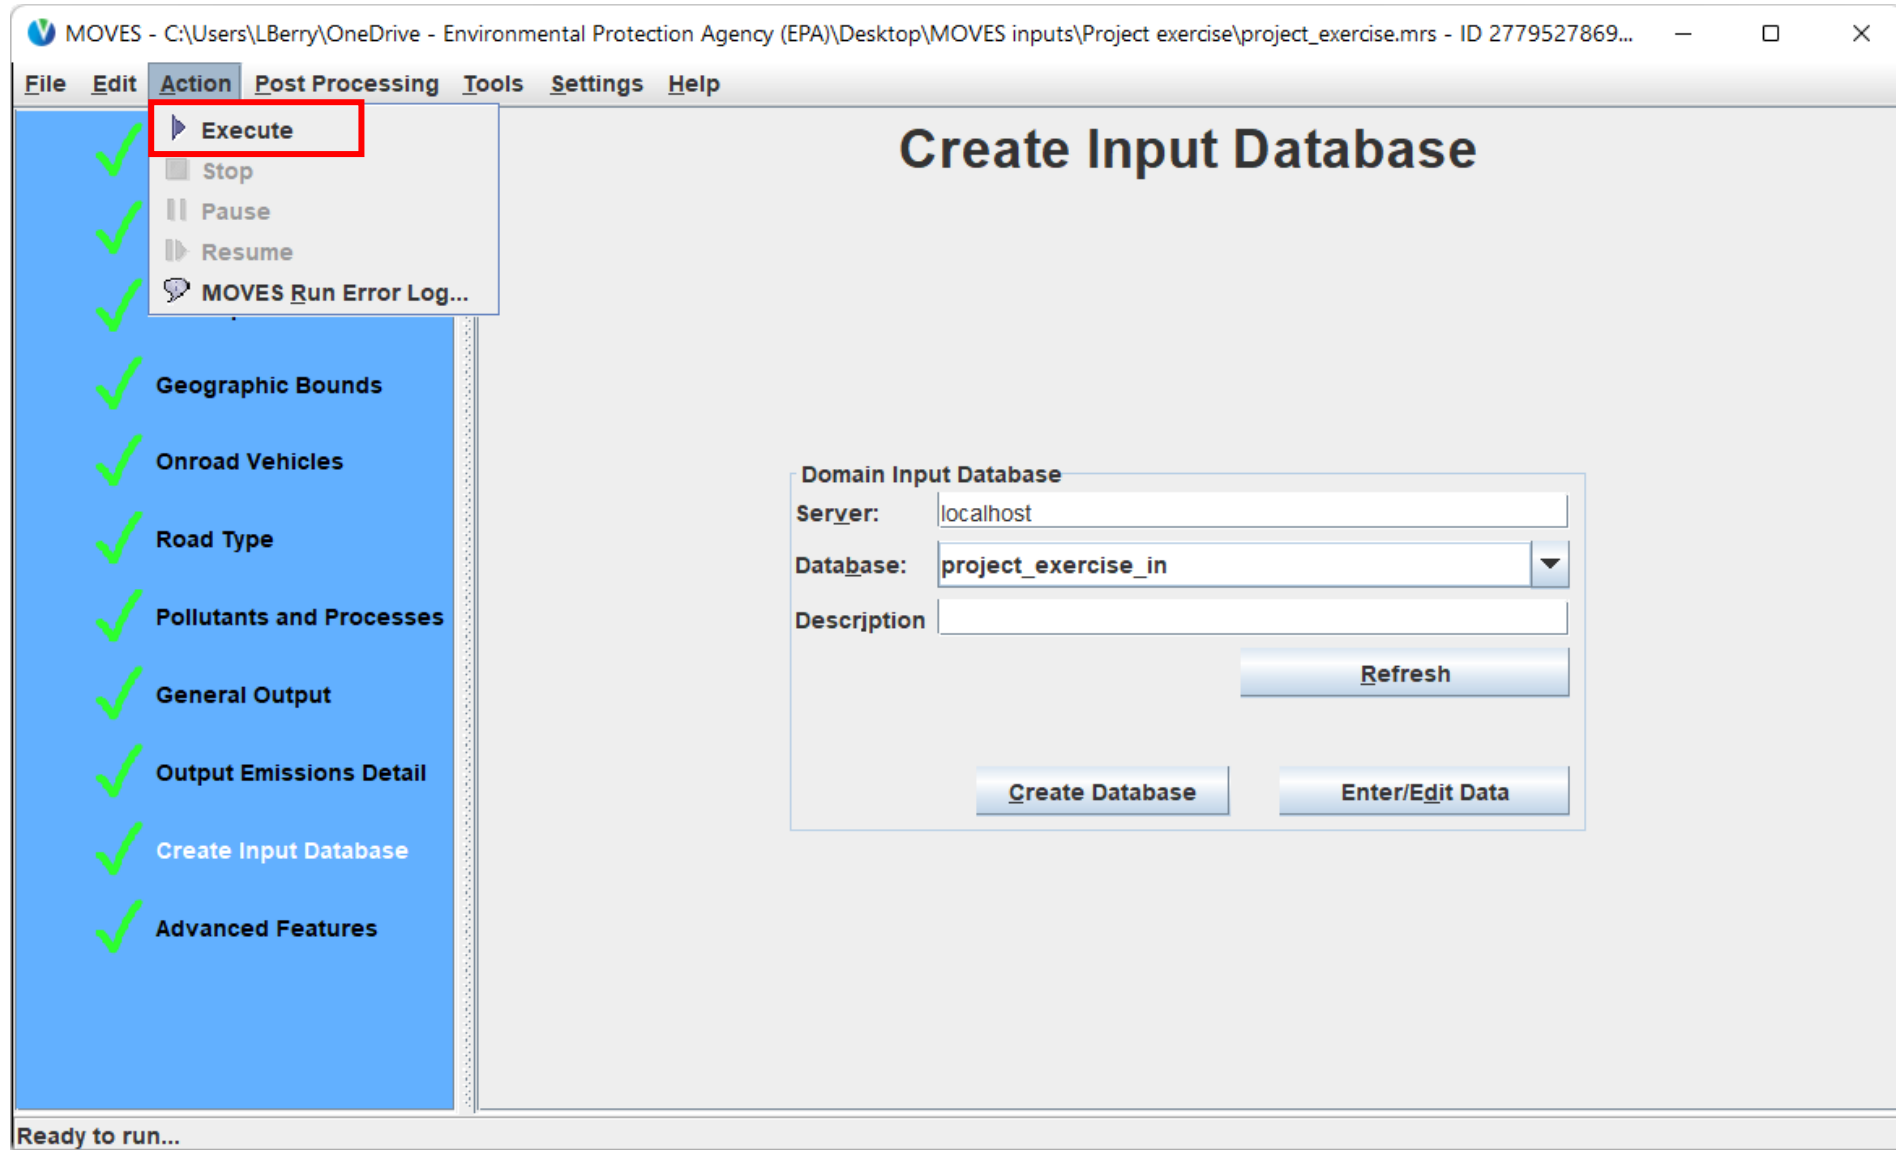 MOVES - C:\Users\LBerry\OneDrive - Environmental Protection Agency (EPA)\Desktop\MOVES inputs\Project exercise\project_exercise.mrs - ID 2779527869...
File Edit Action Post Processing Tools Settings Help
Execute
Stop
Pause
Resume
MOVES Run Error Log...
Geographic Bounds
Onroad Vehicles
Road Type
Pollutants and Processes
General Output
Output Emissions Detail
Create Input Database
Advanced Features
Create Input Database
Domain Input Database
Server: localhost
Database: project_exercise_in
Description
Refresh
Create Database Enter/Edit Data
Ready to run...